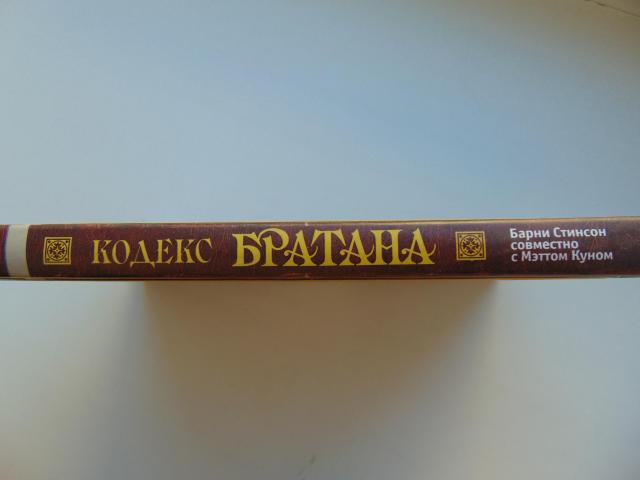 КОДЕКС БРАТАНА
Барни Стинсон
совместно
с Мэттом Куном